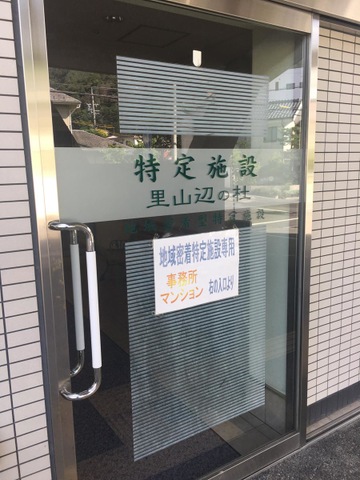 特定施設
里山辺の杜
地域密着特定施設専用
事務所
マンション
右の入口より